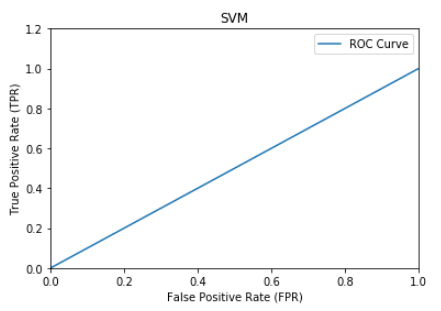 SVM
ROC Curve
True Positive Rate (TPR)
1.2
1.0
0.8
0.6
0.4
0.2
0.0
0.0 0.2 0.4 0.6 0.8 1.0
False Positive Rate (FPR)